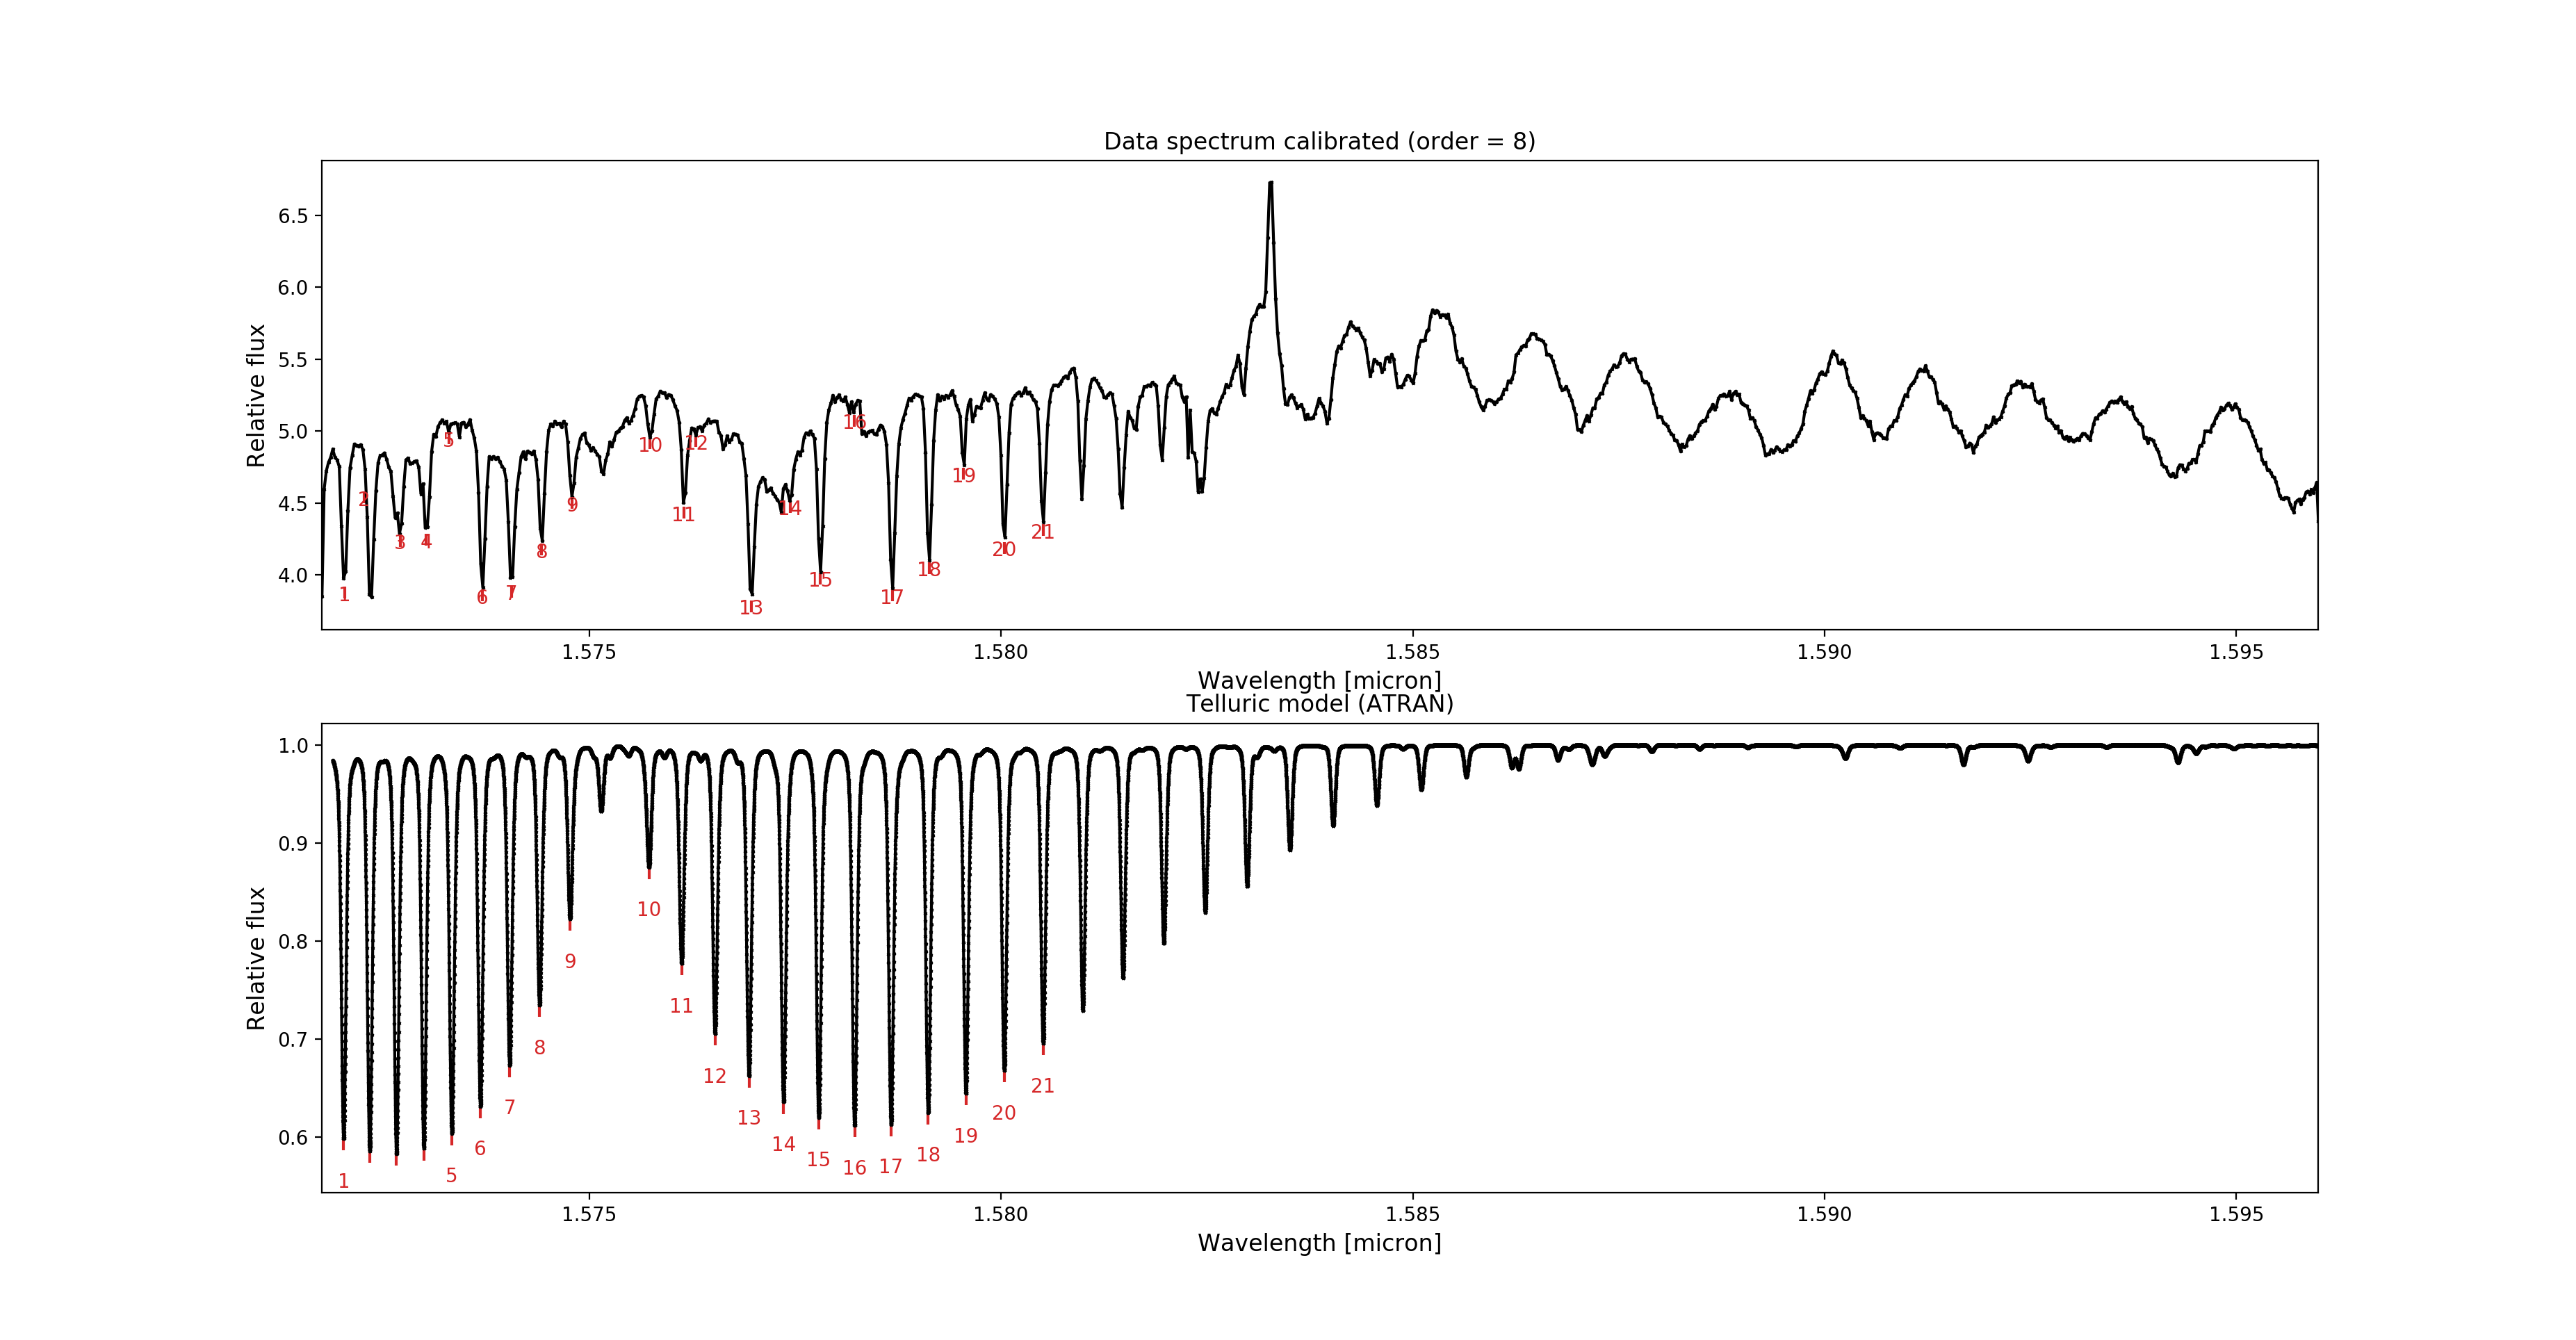 Data spectrum calibrated (order = 8)
Relative flux
6.5
6.0
5.5
5.0
4.5
4.0
1 2 3 4 5 6 7 8 9 10 11 12 13 14 15 16 17 18 19 20 21
1.575 1.580 1.585 1.590 1.595
Wavelength [micron]
Telluric model (ATRAN)
Relative flux
1.0
0.9
0.8
0.7
0.6
1 5 6 7 8 9 10 11 12 13 14 15 16 17 18 19 20 21
1.575 1.580 1.585 1.590 1.595
Wavelength [micron]